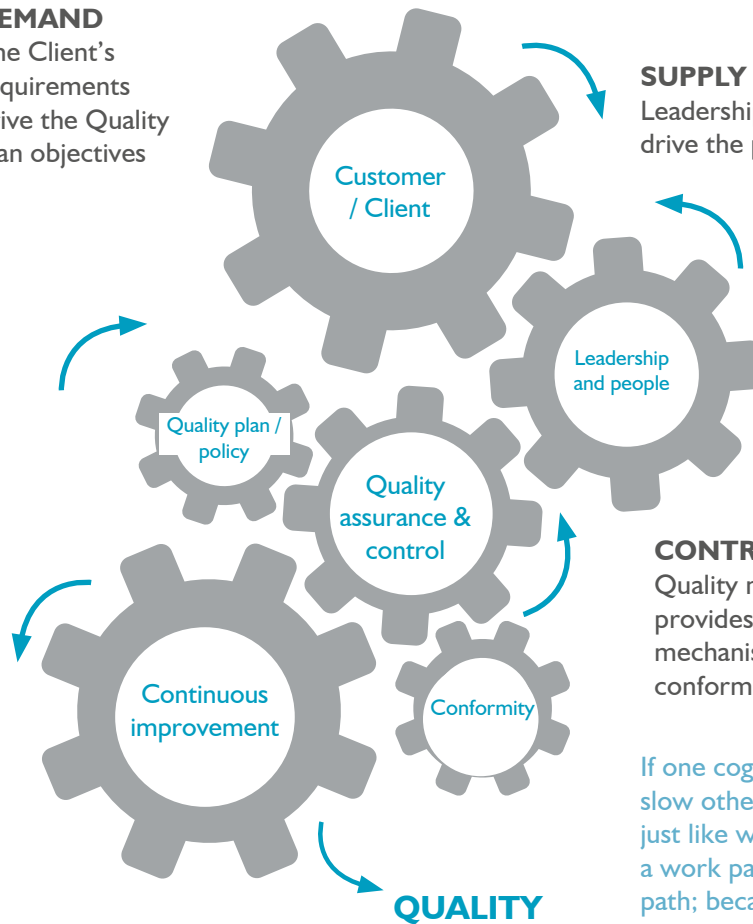 EMAND
ne Client's
quirements
ive the Quality
an objectives
Customer
/ Client
SUPPLY
Leadershi
drive the
Leadership
and people
Quality plan /
policy
Quality
assurance &
control
CONTR
Quality
provides
mechanis
conform
Continuous
improvement
Conformity
If one cog
slow othe
just like w
a work pa
path; beca
QUALITY